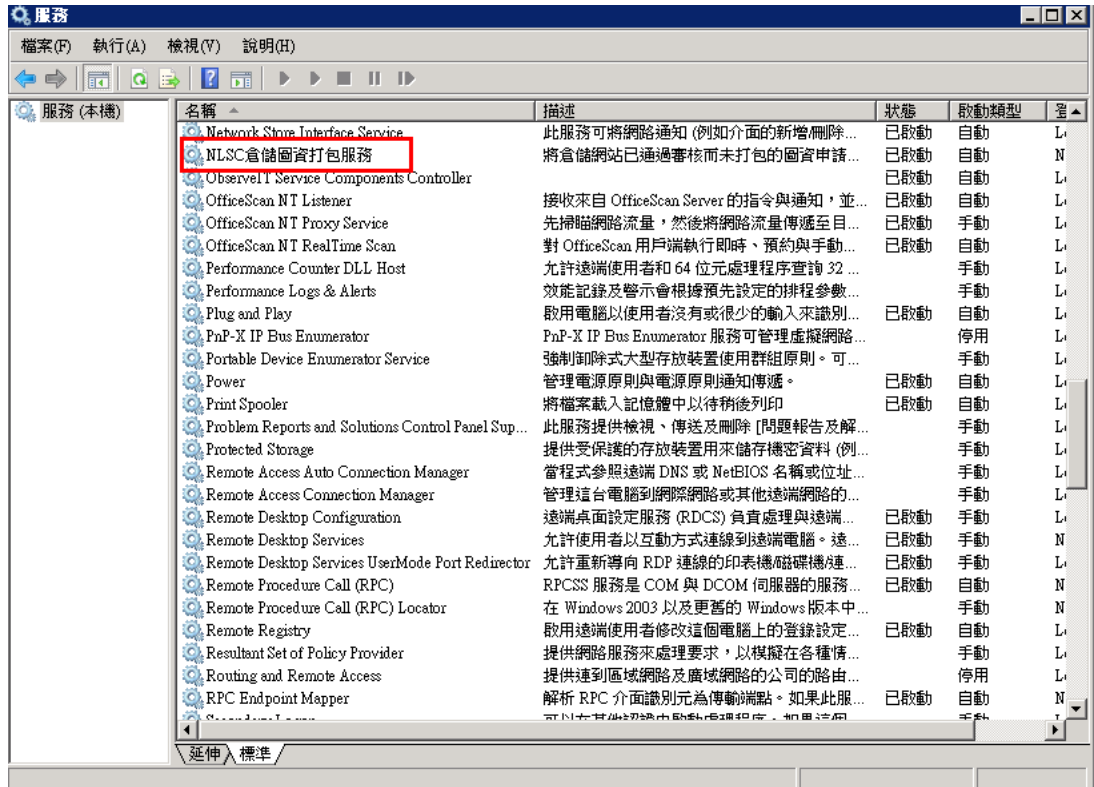 服務
檔案(F) 執行(A) 檢視(V) 說明(H)
服務 (本機)
名稱 描述 狀態 啟動類型
Network Store Interface Service 此服務可將網路通知 (例如介面的新增/刪除... 已啟動 自動
NLSC倉儲圖資打包服務 將倉儲網站已通過審核而未打包的圖資申請... 已啟動 自動 N
ObserveIT Service Components Controller 已啟動 自動
OfficeScan NT Listener 接收來自 OfficeScan Server 的指令與通知，並... 已啟動 自動
OfficeScan NT Proxy Service 先掃瞄網路流量，然後將網路流量傳遞至目... 已啟動 手動
OfficeScan NT RealTime Scan 對 OfficeScan 用戶端執行即時、預約與手動... 已啟動 自動
Performance Counter DLL Host 允許遠端使用者和 64 位元處理程序查詢 32 ... 手動
Performance Logs & Alerts 效能記錄及警示會根據預先設定的排程參數... 手動
Plug and Play 啟用電腦以使用者沒有或很少的輸入來識別... 已啟動 自動
PnP-X IP Bus Enumerator PnP-X IP Bus Enumerator 服務可管理虛擬網路... 停用
Portable Device Enumerator Service 強制卸除式大型存放裝置使用群組原則。可... 手動
Power 管理電源原則與電源原則通知傳遞。 已啟動 自動
Print Spooler 將檔案載入記憶體中以待稍後列印 已啟動 自動
Problem Reports and Solutions Control Panel Sup... 此服務提供檢視、傳送及刪除 [問題報告及解... 手動
Protected Storage 提供受保護的存放裝置用來儲存機密資料 (例... 手動
Remote Access Auto Connection Manager 當程式參照遠端 DNS 或 NetBIOS 名稱或位址... 手動
Remote Access Connection Manager 管理這台電腦到網際網路或其他遠端網路的... 手動
Remote Desktop Configuration 遠端桌面設定服務 (RDCS) 負責處理與遠端... 已啟動 手動
Remote Desktop Services 允許使用者以互動方式連線到遠端電腦。遠... 已啟動 手動 N
Remote Desktop Services UserMode Port Redirector 允許重新導向 RDP 連線的印表機/磁碟機/連... 已啟動 手動
Remote Procedure Call (RPC) RPCSS 服務是 COM 與 DCOM 伺服器的服務... 已啟動 自動 N
Remote Procedure Call (RPC) Locator 在 Windows 2003 以及更舊的 Windows 版本中... 手動 N
Remote Registry 啟用遠端使用者修改這個電腦上的登錄設定... 已啟動 自動
Resultant Set of Policy Provider 提供網路服務來處理要求，以模擬在各種情... 手動
Routing and Remote Access 提供連到區域網路及廣域網路的公司的路由... 停用
RPC Endpoint Mapper 解析 RPC 介面識別元為傳輸端點。如果此服... 已啟動 自動 N
延伸 標準